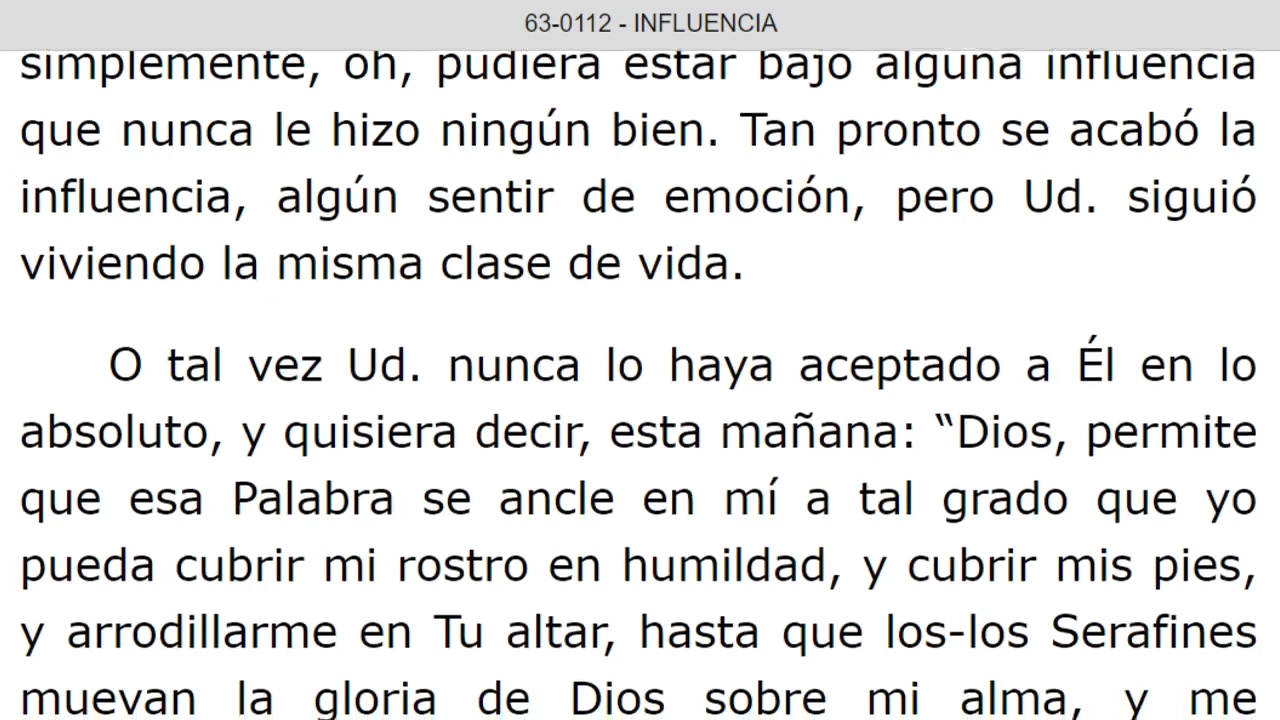 63-0112 - INFLUENCIA
simplemente, oh, pudiera estar bajo alguna influencia
que nunca le hizo ningún bien. Tan pronto se acabó la
influencia, algún sentir de emoción, pero Ud. siguió
viviendo la misma clase de vida.
O tal vez Ud. nunca lo haya aceptado a Él en lo
absoluto, y quisiera decir, esta mañana: “Dios, permite
que esa Palabra se ancle en mí a tal grado que yo
pueda cubrir mi rostro en humildad, y cubrir mis pies,
y arrodillarme en Tu altar, hasta que los-los Serafines
muevan la gloria de Dios sobre mi alma, y me